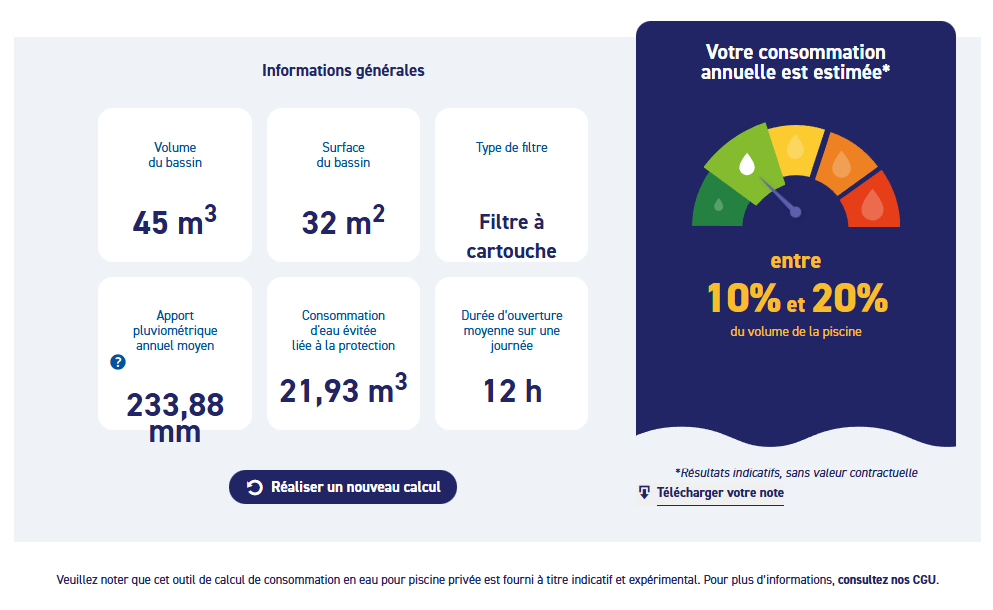 Informations générales
Volume
du bassin
45 m³
Surface
du bassin
32 m²
Type de filtre
Filtre à
cartouche
Apport
pluviométrique
annuel moyen
?
233,88
mm
Consommation
d'eau évitée
liée à la protection
21,93 m³
Durée d'ouverture
moyenne sur une
journée
12 h
Réaliser un nouveau calcul
Votre consommation
annuelle est estimée*
entre
10% et 20%
du volume de la piscine
*Résultats indicatifs, sans valeur contractuelle
Télécharger votre note
Veuillez noter que cet outil de calcul de consommation en eau pour piscine privée est fourni à titre indicatif et expérimental. Pour plus d'informations, consultez nos CGU.